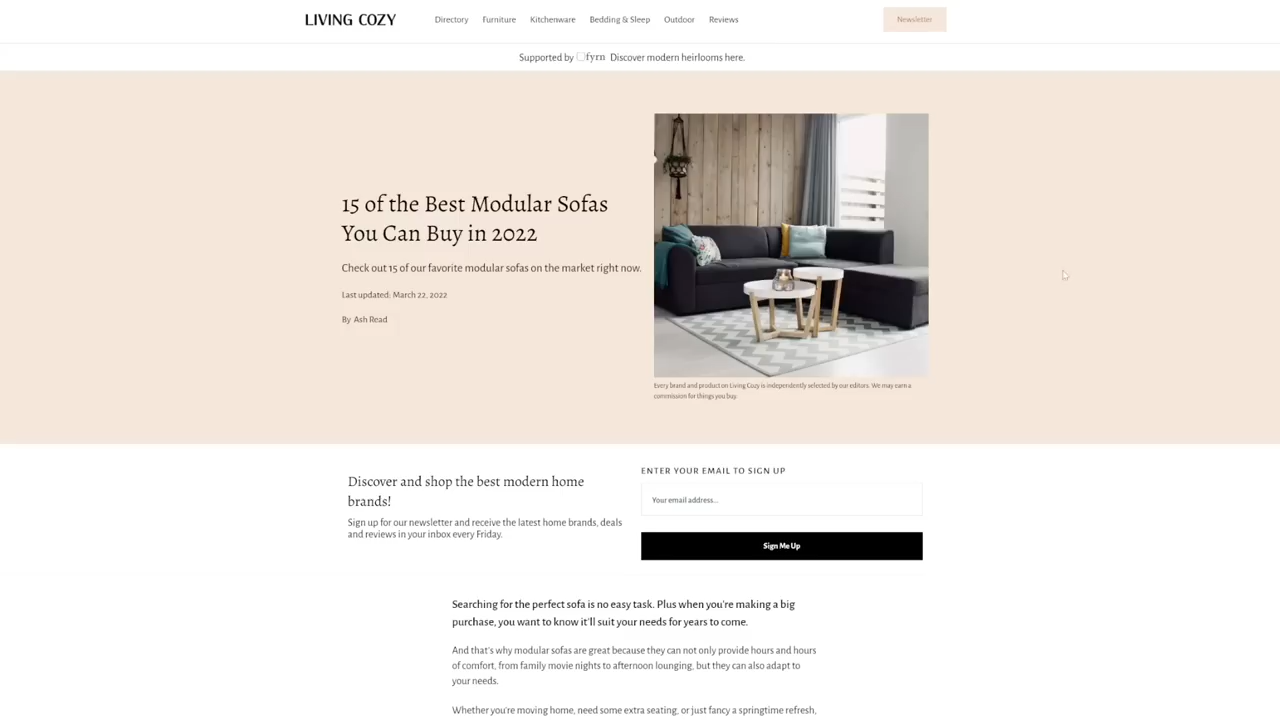 LIVING COZY
Directory Furniture Kitchenware Bedding & Sleep Outdoor Reviews
Newsletter
Supported by fyrn Discover modern heirlooms here.
15 of the Best Modular Sofas
You Can Buy in 2022
Check out 15 of our favorite modular sofas on the market right now.
Last updated: March 22, 2022
By Ash Read
Every brand and product on Living Cozy is independently selected by our editors. We may earn a
commission for things you buy.
Discover and shop the best modern home
brands!
Sign up for our newsletter and receive the latest home brands, deals
and reviews in your inbox every Friday.
ENTER YOUR EMAIL TO SIGN UP
Your email address...
Sign Me Up
Searching for the perfect sofa is no easy task. Plus when you're making a big
purchase, you want to know it'll suit your needs for years to come.
And that's why modular sofas are great because they can not only provide hours and hours
of comfort, from family movie nights to afternoon lounging, but they can also adapt to
your needs.
Whether you're moving home, need some extra seating, or just fancy a springtime refresh,